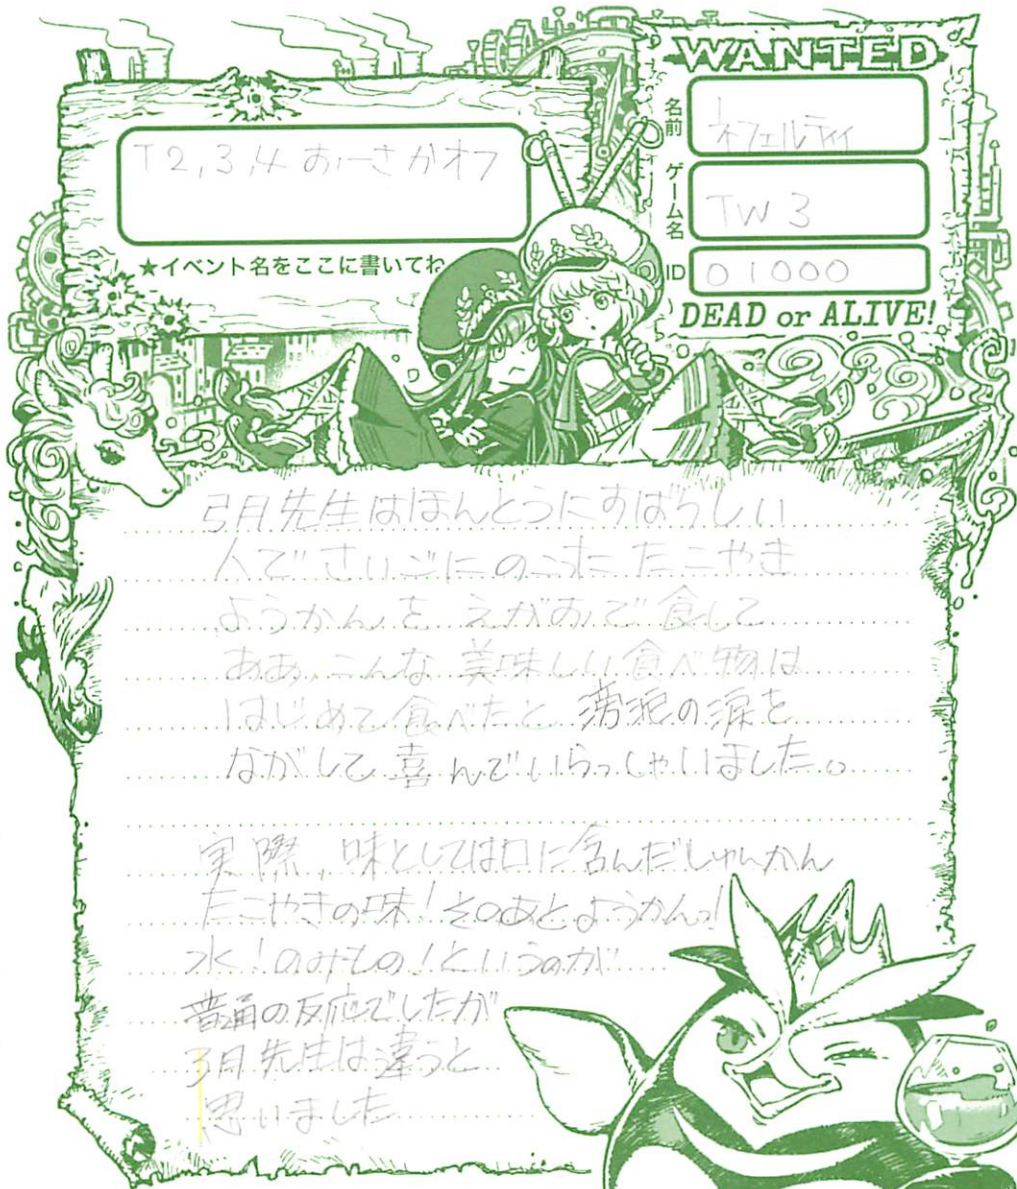 WANTED
名前
ネフェルティ
ゲーム名
TW3
ID
01000
DEAD or ALIVE!
T2,3,4 おーさかオフ
★イベント名をここに書いてね
弓月先生はほんとうにすばらしい
人でさいごにのこった たこやき
ようかんを えがおで食して
ああ、こんな 美味しい食べ物は
はじめて食べたと 滂沱の涙を
ながして 喜んでいらっしゃいました。
実際、味としては口に含んだしゅんかん
たこやきの味!そのあとようかんっ!
水!のみもの!というのが
普通の反応でしたが
弓月先生は違うと
思いました